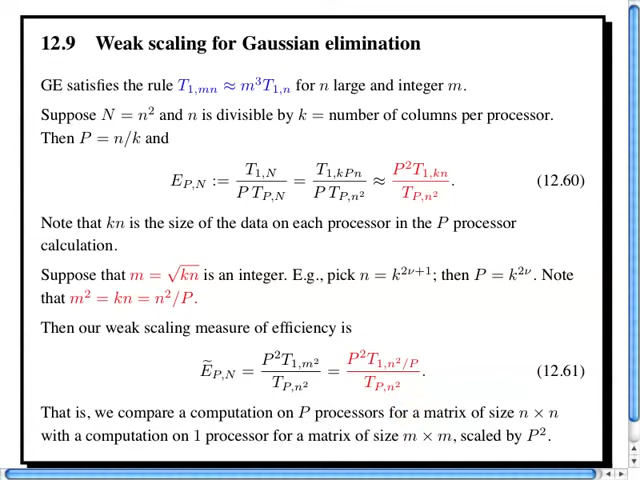 12.9 Weak scaling for Gaussian elimination
GE satisfies the rule T_{1,mn} ≈ m^3 T_{1,n} for n large and integer m.
Suppose N = n^2 and n is divisible by k = number of columns per processor.
Then P = n/k and
E_{P,N} := \frac{T_{1,N}}{P T_{P,N}} = \frac{T_{1,kPn}}{P T_{P,n^2}} ≈ \frac{P^2 T_{1,kn}}{T_{P,n^2}}. (12.60)
Note that kn is the size of the data on each processor in the P processor
calculation.
Suppose that m = √kn is an integer. E.g., pick n = k^{2ν+1}; then P = k^{2ν}. Note
that m^2 = kn = n^2/P.
Then our weak scaling measure of efficiency is
\widetilde{E}_{P,N} = \frac{P^2 T_{1,m^2}}{T_{P,n^2}} = \frac{P^2 T_{1,n^2/P}}{T_{P,n^2}}. (12.61)
That is, we compare a computation on P processors for a matrix of size n × n
with a computation on 1 processor for a matrix of size m × m, scaled by P^2.